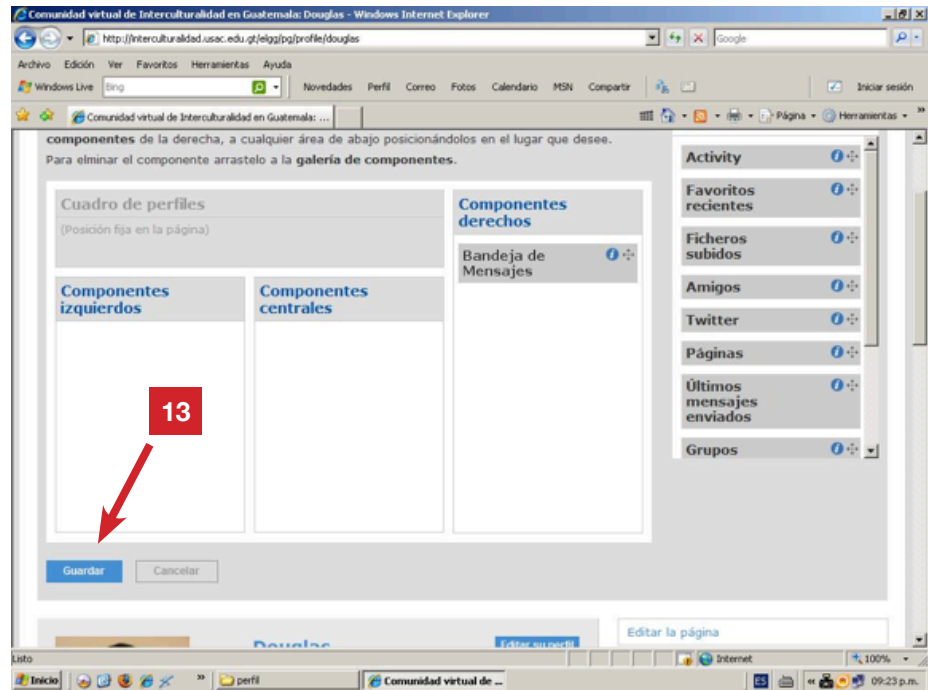 Comunidad virtual de Interculturalidad en Guatemala: Douglas - Windows Internet Explorer
http://interculturalidad.usac.edu.gt/elgg/pg/profile/douglas
Google
Archivo Edición Ver Favoritos Herramientas Ayuda
Windows Live Bing Novedades Perfil Correo Fotos Calendario MSN Compartir Iniciar sesión
Comunidad virtual de Interculturalidad en Guatemala: ... Página Herramientas
componentes de la derecha, a cualquier área de abajo posicionándolos en el lugar que desee.
Para elminar el componente arrastelo a la galería de componentes.
Cuadro de perfiles
(Posición fija en la página)
Componentes
izquierdos
Componentes
centrales
Componentes
derechos
Bandeja de
Mensajes
Activity
Favoritos
recientes
Ficheros
subidos
Amigos
Twitter
Páginas
Últimos
mensajes
enviados
Grupos
13
Guardar Cancelar
Douglas
Editar su perfil
Editar la página
Listo Internet 100%
Inicio perfil Comunidad virtual de ... ES 09:23 p.m.